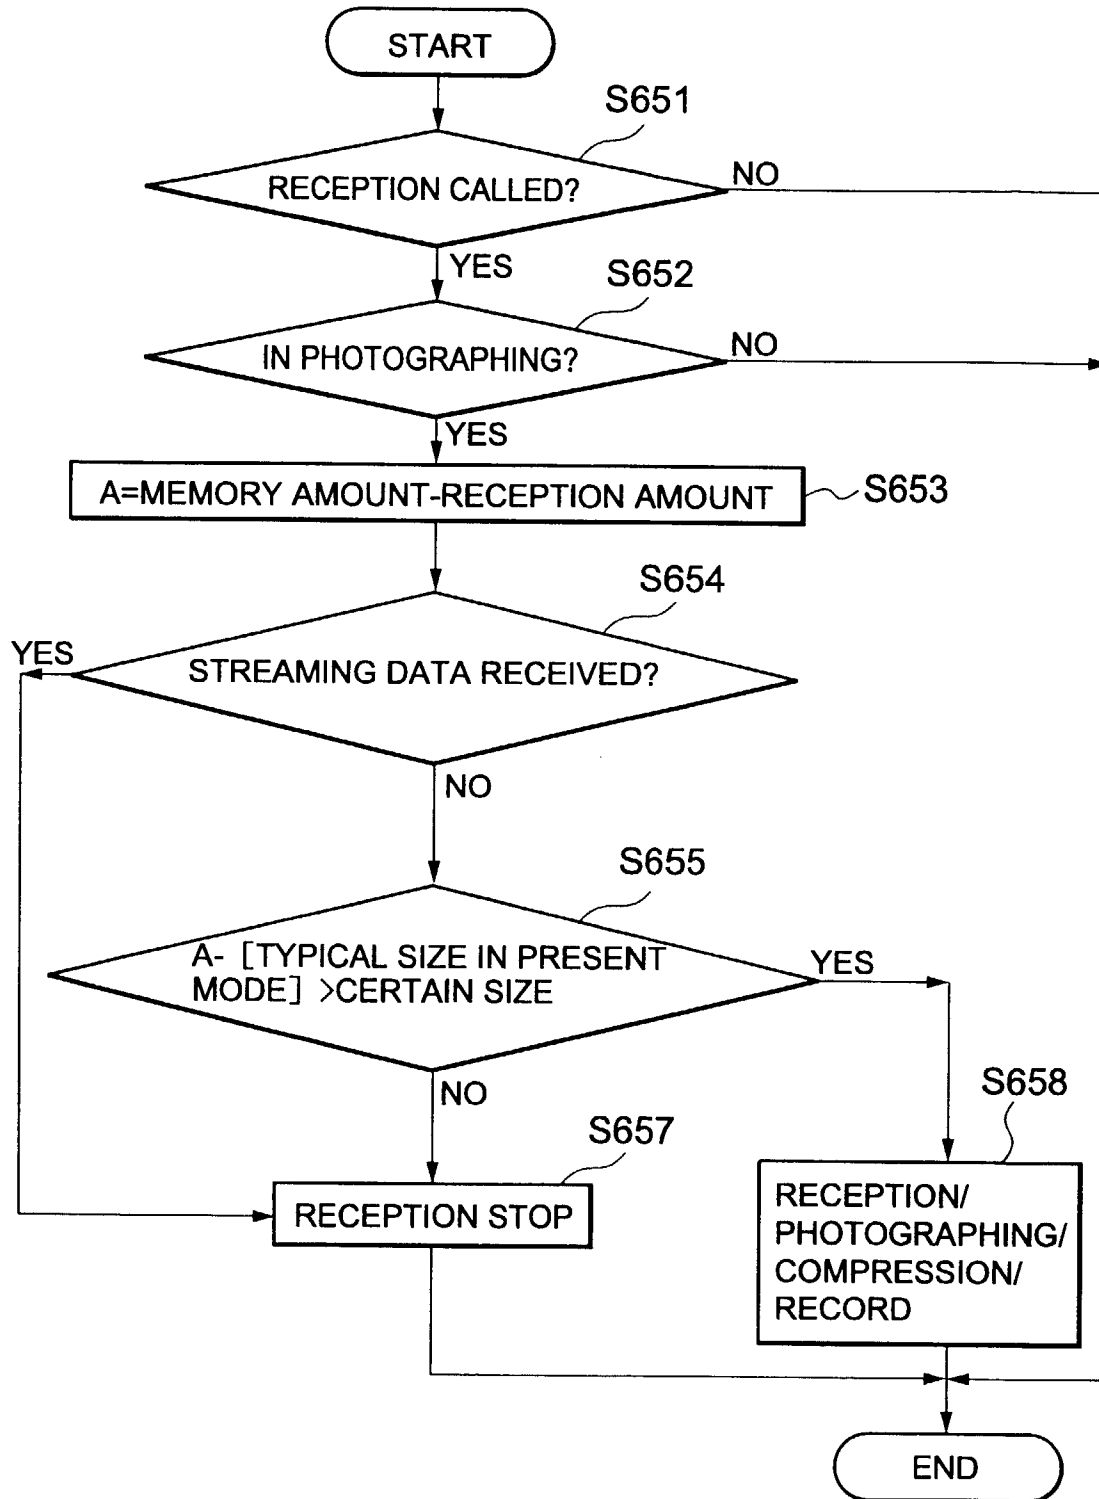 START
S651
RECEPTION CALLED?
NO
YES
S652
IN PHOTOGRAPHING?
NO
YES
A=MEMORY AMOUNT-RECEPTION AMOUNT
S653
S654
YES
STREAMING DATA RECEIVED?
NO
S655
A- [TYPICAL SIZE IN PRESENT
MODE] >CERTAIN SIZE
YES
NO
S658
S657
RECEPTION STOP
RECEPTION/
PHOTOGRAPHING/
COMPRESSION/
RECORD
END